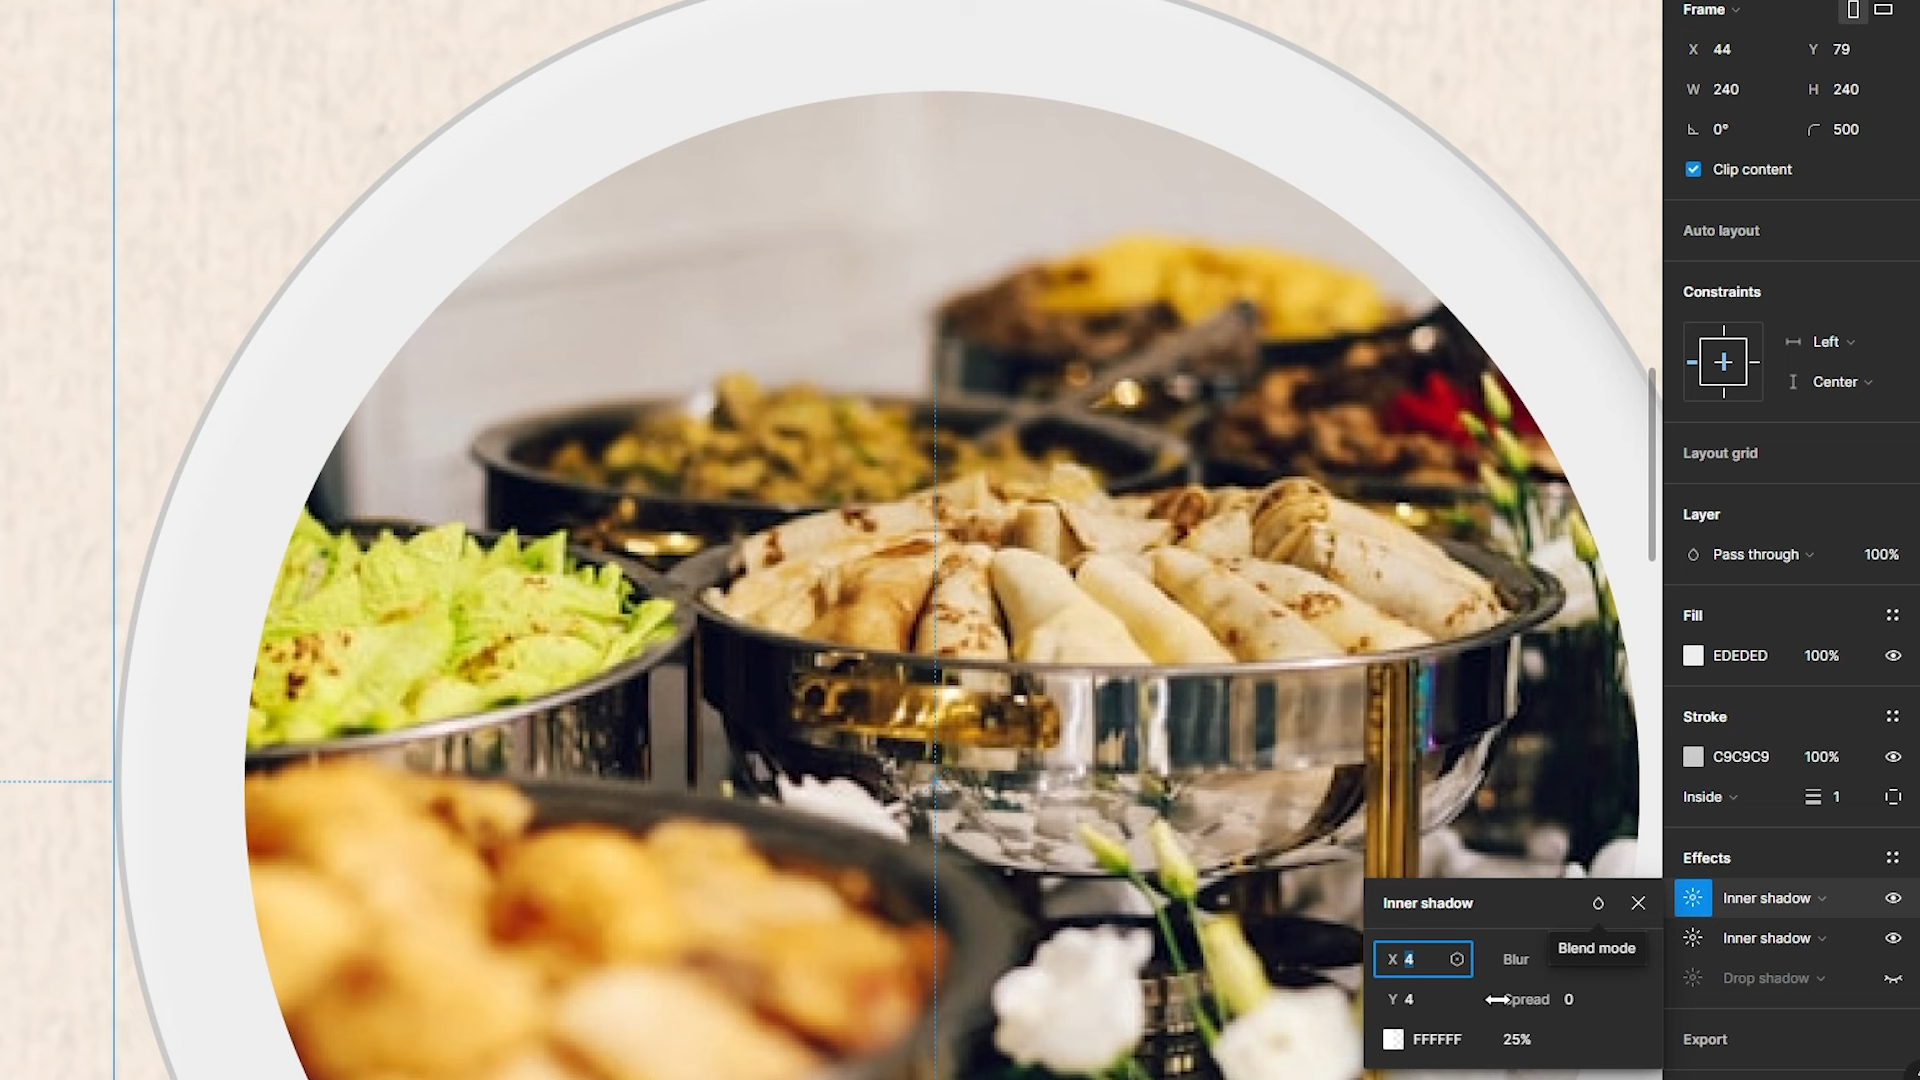 Frame
X 44 Y 79
W 240 H 240
0° 500
Clip content
Auto layout
Constraints
Left
Center
Layout grid
Layer
Pass through 100%
Fill
EDEDED 100%
Stroke
C9C9C9 100%
Inside 1
Effects
Inner shadow
Inner shadow
Drop shadow
Export
Inner shadow
X 4 Blur
Blend mode
Y 4 Spread 0
FFFFFF 25%